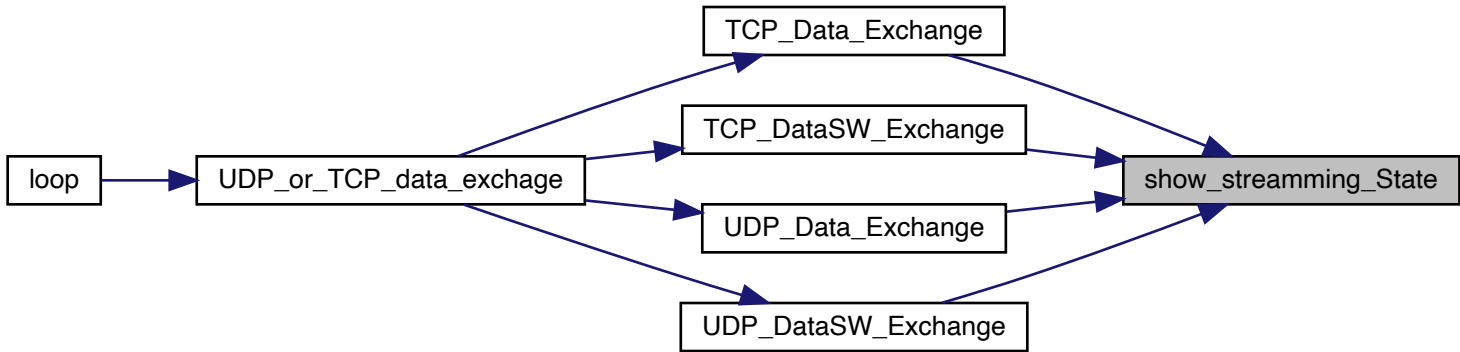 TCP_Data_Exchange
TCP_DataSW_Exchange
loop
UDP_or_TCP_data_exchage
show_streamming_State
UDP_Data_Exchange
UDP_DataSW_Exchange